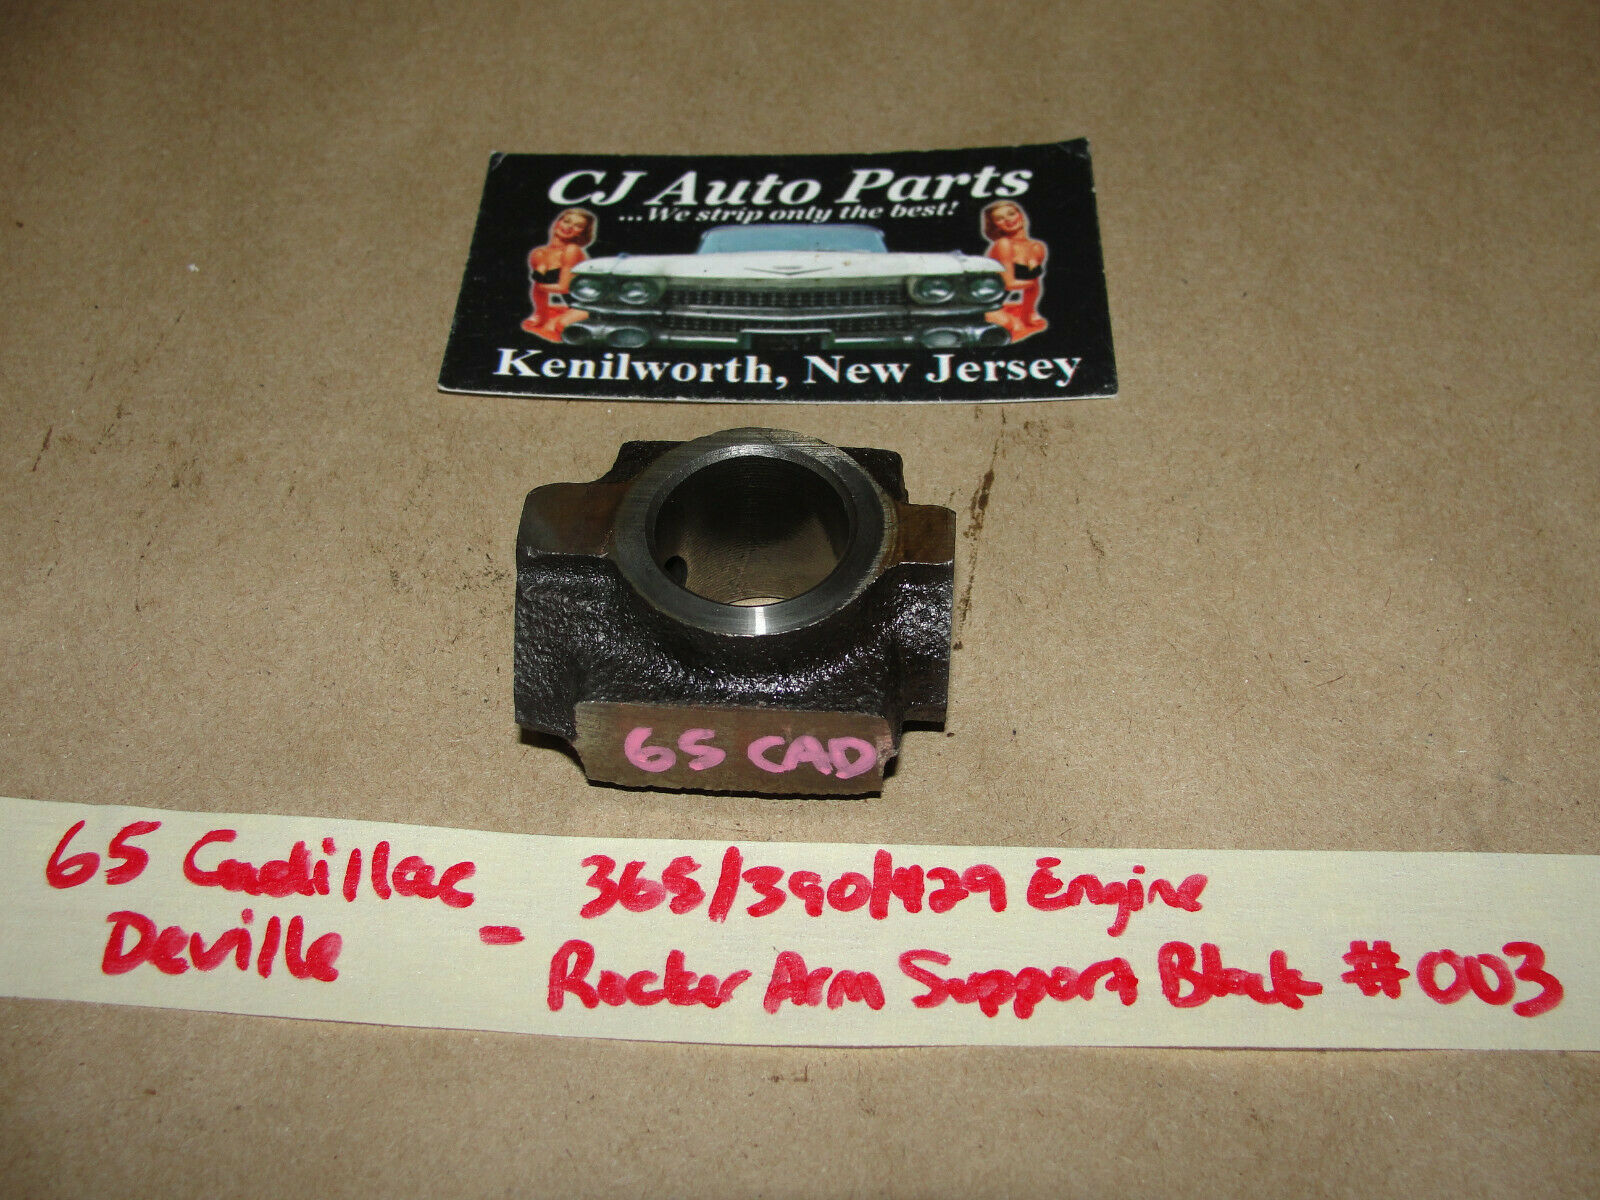 CJ Auto Parts
...We strip only the best!
Kenilworth, New Jersey
65 CAD
65 Cadillac Deville - 365/390/429 Engine
Rocker Arm Support Block #003